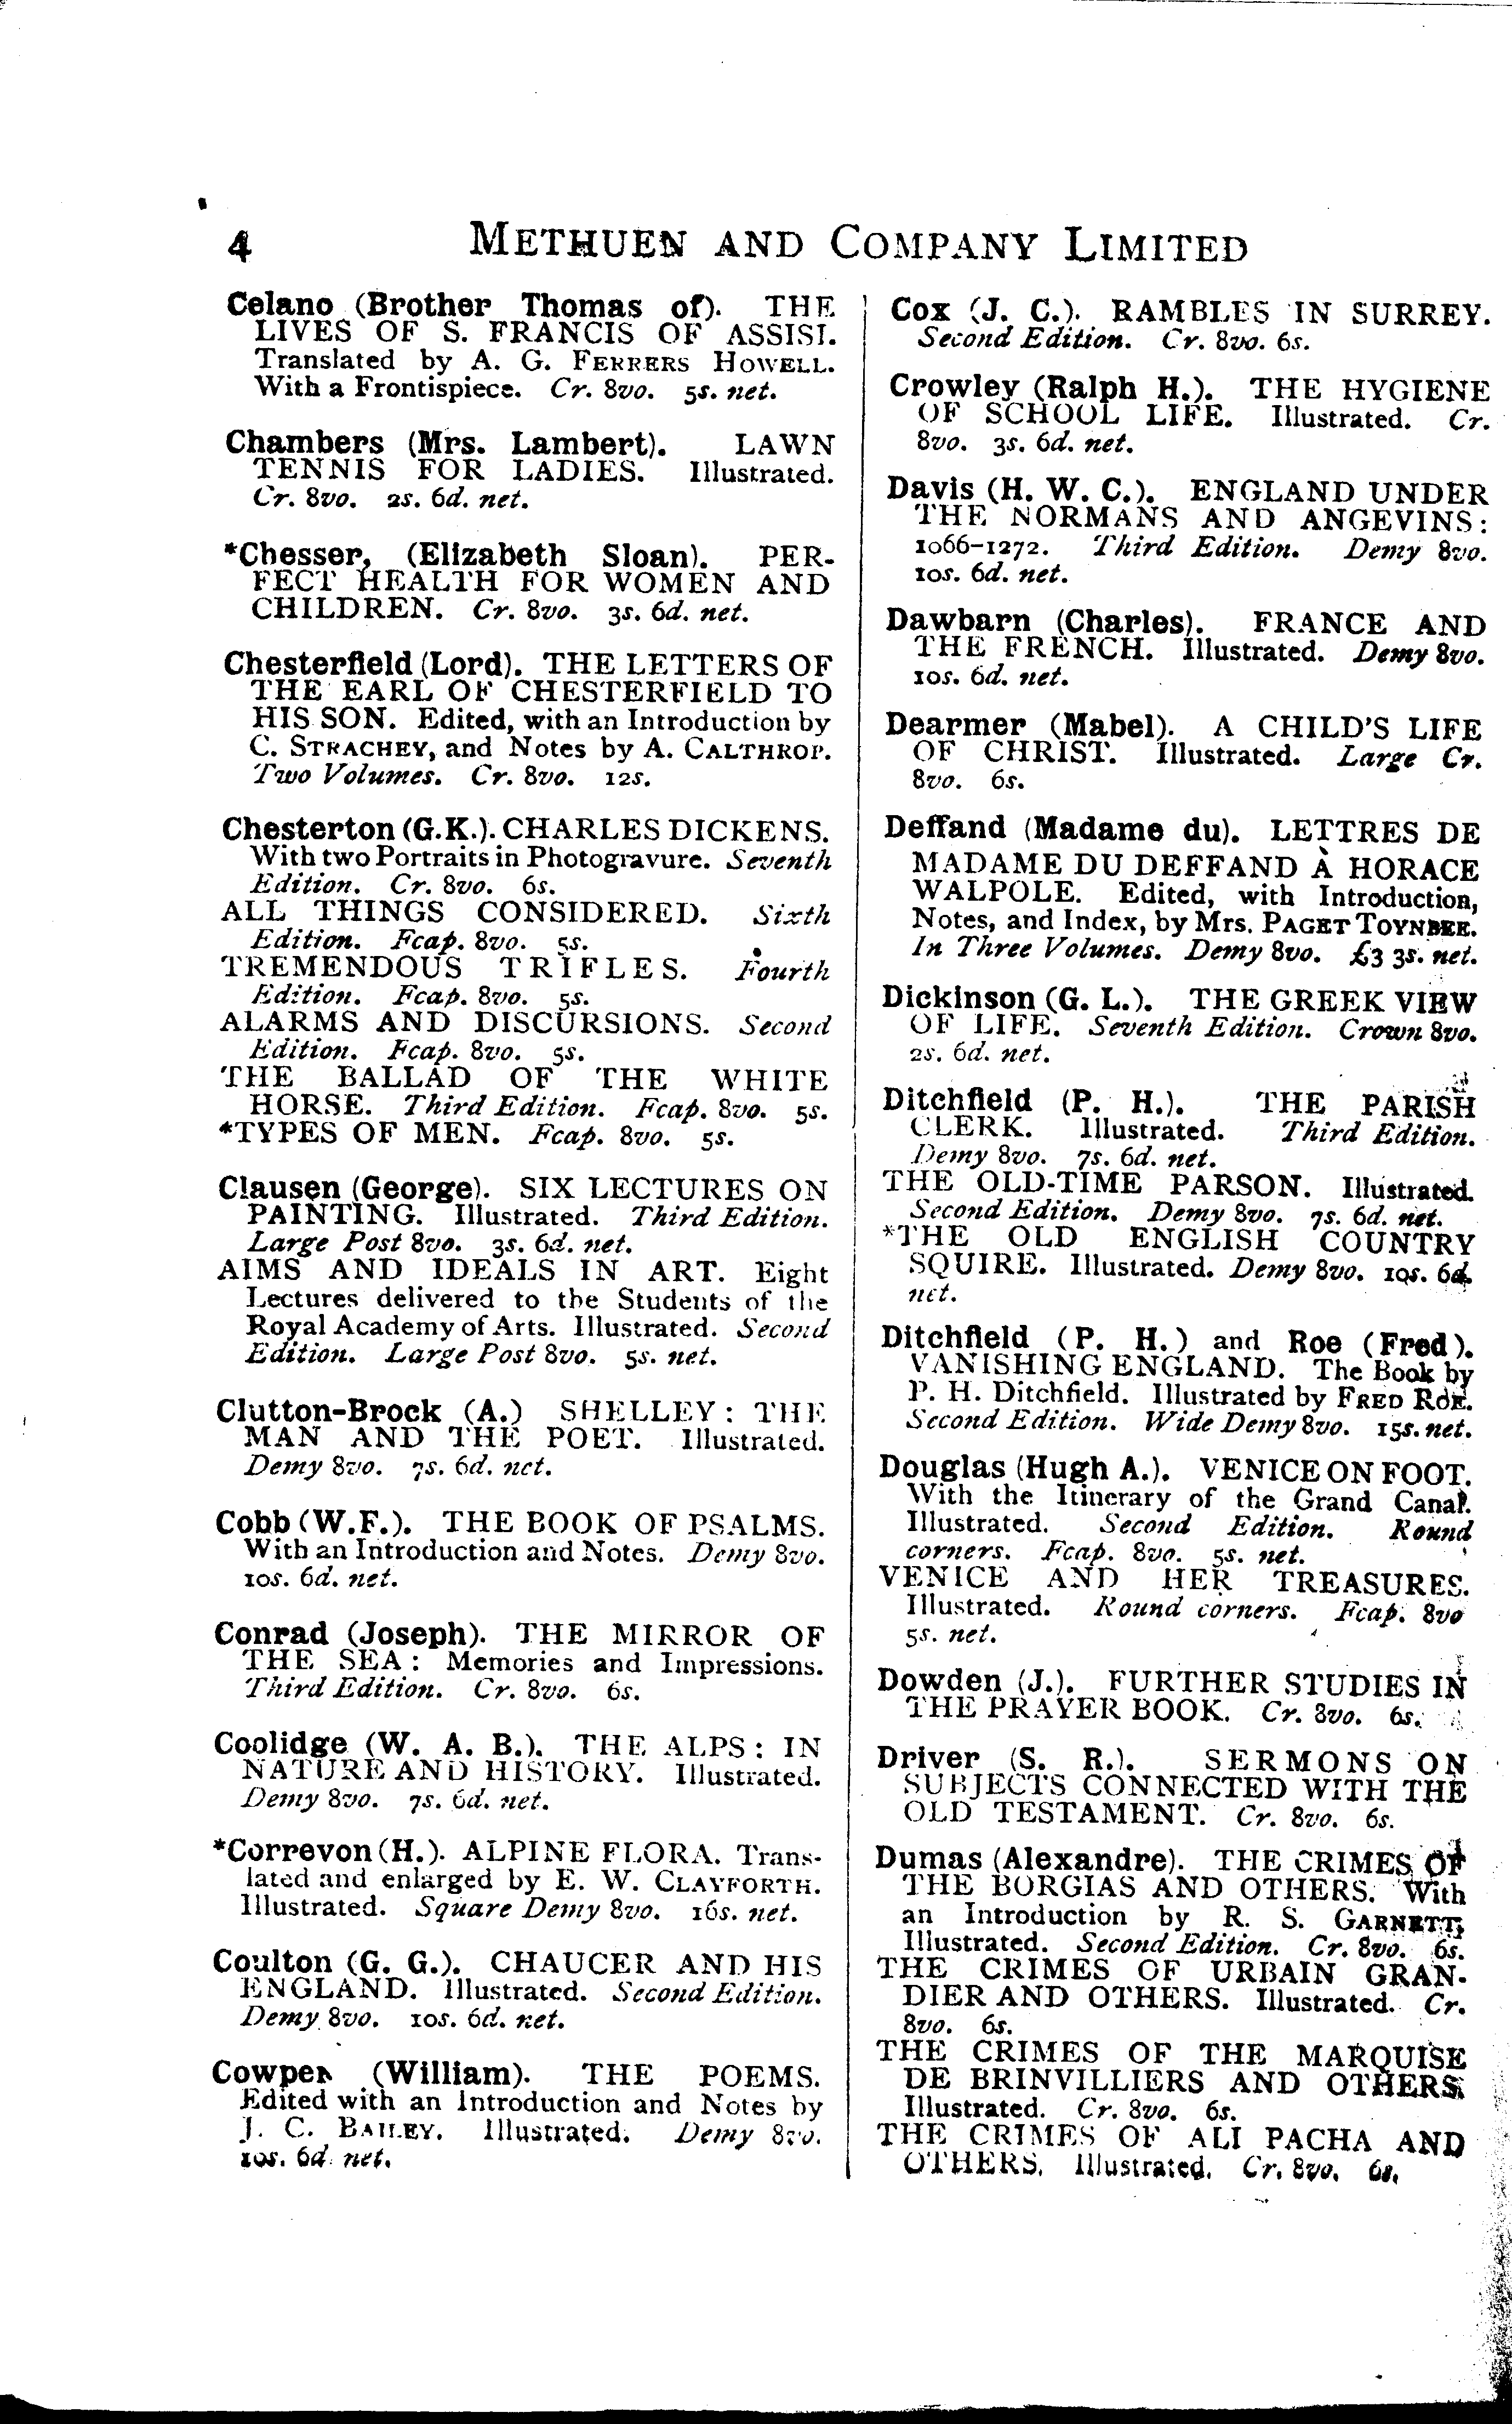 4 METHUEN AND COMPANY LIMITED
Celano (Brother Thomas of). THE
LIVES OF S. FRANCIS OF ASSISI.
Translated by A. G. FERRERS HOWELL.
With a Frontispiece. Cr. 8vo. 5s. net.
Chambers (Mrs. Lambert). LAWN
TENNIS FOR LADIES. Illustrated.
Cr. 8vo. 2s. 6d. net.
*Chesser, (Elizabeth Sloan). PER-
FECT HEALTH FOR WOMEN AND
CHILDREN. Cr. 8vo. 3s. 6d. net.
Chesterfield (Lord). THE LETTERS OF
THE EARL OF CHESTERFIELD TO
HIS SON. Edited, with an Introduction by
C. STRACHEY, and Notes by A. CALTHROP.
Two Volumes. Cr. 8vo. 12s.
Chesterton (G.K.). CHARLES DICKENS.
With two Portraits in Photogravure. Seventh
Edition. Cr. 8vo. 6s.
ALL THINGS CONSIDERED. Sixth
Edition. Fcap. 8vo. 5s.
TREMENDOUS TRIFLES. Fourth
Edition. Fcap. 8vo. 5s.
ALARMS AND DISCURSIONS. Second
Edition. Fcap. 8vo. 5s.
THE BALLAD OF THE WHITE
HORSE. Third Edition. Fcap. 8vo. 5s.
*TYPES OF MEN. Fcap. 8vo. 5s.
Clausen (George). SIX LECTURES ON
PAINTING. Illustrated. Third Edition.
Large Post 8vo. 3s. 6d. net.
AIMS AND IDEALS IN ART. Eight
Lectures delivered to the Students of the
Royal Academy of Arts. Illustrated. Second
Edition. Large Post 8vo. 5s. net.
Clutton-Brock (A.) SHELLEY: THE
MAN AND THE POET. Illustrated.
Demy 8vo. 7s. 6d. net.
Cobb (W.F.). THE BOOK OF PSALMS.
With an Introduction and Notes. Demy 8vo.
10s. 6d. net.
Conrad (Joseph). THE MIRROR OF
THE SEA: Memories and Impressions.
Third Edition. Cr. 8vo. 6s.
Coolidge (W. A. B.). THE ALPS: IN
NATURE AND HISTORY. Illustrated.
Demy 8vo. 7s. 6d. net.
*Correvon (H.). ALPINE FLORA. Trans-
lated and enlarged by E. W. CLAYFORTH.
Illustrated. Square Demy 8vo. 16s. net.
Coulton (G. G.). CHAUCER AND HIS
ENGLAND. Illustrated. Second Edition.
Demy 8vo. 10s. 6d. net.
Cowper (William). THE POEMS.
Edited with an Introduction and Notes by
J. C. BAILEY. Illustrated. Demy 8vo.
10s. 6d. net.
Cox (J. C.). RAMBLES IN SURREY.
Second Edition. Cr. 8vo. 6s.
Crowley (Ralph H.). THE HYGIENE
OF SCHOOL LIFE. Illustrated. Cr.
8vo. 3s. 6d. net.
Davis (H. W. C.). ENGLAND UNDER
THE NORMANS AND ANGEVINS:
1066-1272. Third Edition. Demy 8vo.
10s. 6d. net.
Dawbarn (Charles). FRANCE AND
THE FRENCH. Illustrated. Demy 8vo.
10s. 6d. net.
Dearmer (Mabel). A CHILD'S LIFE
OF CHRIST. Illustrated. Large Cr.
8vo. 6s.
Deffand (Madame du). LETTRES DE
MADAME DU DEFFAND À HORACE
WALPOLE. Edited, with Introduction,
Notes, and Index, by Mrs. PAGET TOYNBEE.
In Three Volumes. Demy 8vo. £3 3s. net.
Dickinson (G. L.). THE GREEK VIEW
OF LIFE. Seventh Edition. Crown 8vo.
2s. 6d. net.
Ditchfield (P. H.). THE PARISH
CLERK. Illustrated. Third Edition.
Demy 8vo. 7s. 6d. net.
THE OLD-TIME PARSON. Illustrated.
Second Edition. Demy 8vo. 7s. 6d. net.
*THE OLD ENGLISH COUNTRY
SQUIRE. Illustrated. Demy 8vo. 10s. 6d.
net.
Ditchfield (P. H.) and Roe (Fred).
VANISHING ENGLAND. The Book by
P. H. Ditchfield. Illustrated by FRED ROE.
Second Edition. Wide Demy 8vo. 15s. net.
Douglas (Hugh A.). VENICE ON FOOT.
With the Itinerary of the Grand Canal.
Illustrated. Second Edition. Round
corners. Fcap. 8vo. 5s. net.
VENICE AND HER TREASURES.
Illustrated. Round corners. Fcap. 8vo
5s. net.
Dowden (J.). FURTHER STUDIES IN
THE PRAYER BOOK. Cr. 8vo. 6s.
Driver (S. R.). SERMONS ON
SUBJECTS CONNECTED WITH THE
OLD TESTAMENT. Cr. 8vo. 6s.
Dumas (Alexandre). THE CRIMES OF
THE BORGIAS AND OTHERS. With
an Introduction by R. S. GARNETT.
Illustrated. Second Edition. Cr. 8vo. 6s.
THE CRIMES OF URBAIN GRAN-
DIER AND OTHERS. Illustrated. Cr.
8vo. 6s.
THE CRIMES OF THE MARQUISE
DE BRINVILLIERS AND OTHERS.
Illustrated. Cr. 8vo. 6s.
THE CRIMES OF ALI PACHA AND
OTHERS. Illustrated. Cr. 8vo. 6s.